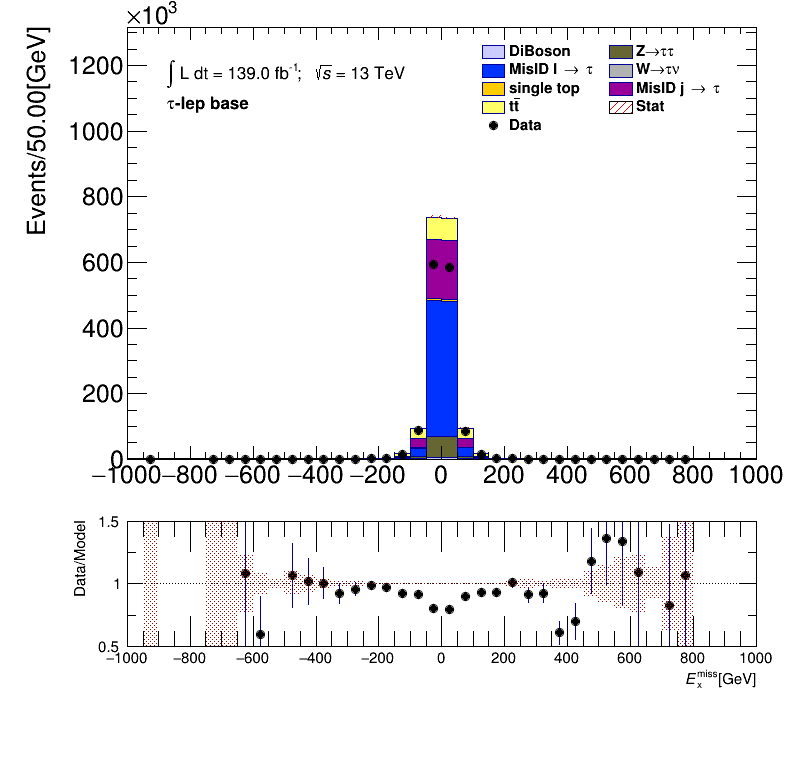 ×10³
Events/50.00[GeV]
∫ L dt = 139.0 fb⁻¹; √s = 13 TeV
τ-lep base
DiBoson
MisID l → τ
single top
tt̄
Data
Z→ττ
W→τν
MisID j → τ
Stat
1200
1000
800
600
400
200
0
−1000 −800 −600 −400 −200 0 200 400 600 800 1000
Data/Model
1.5
1
0.5
−1000 −800 −600 −400 −200 0 200 400 600 800 1000
E_x^miss[GeV]